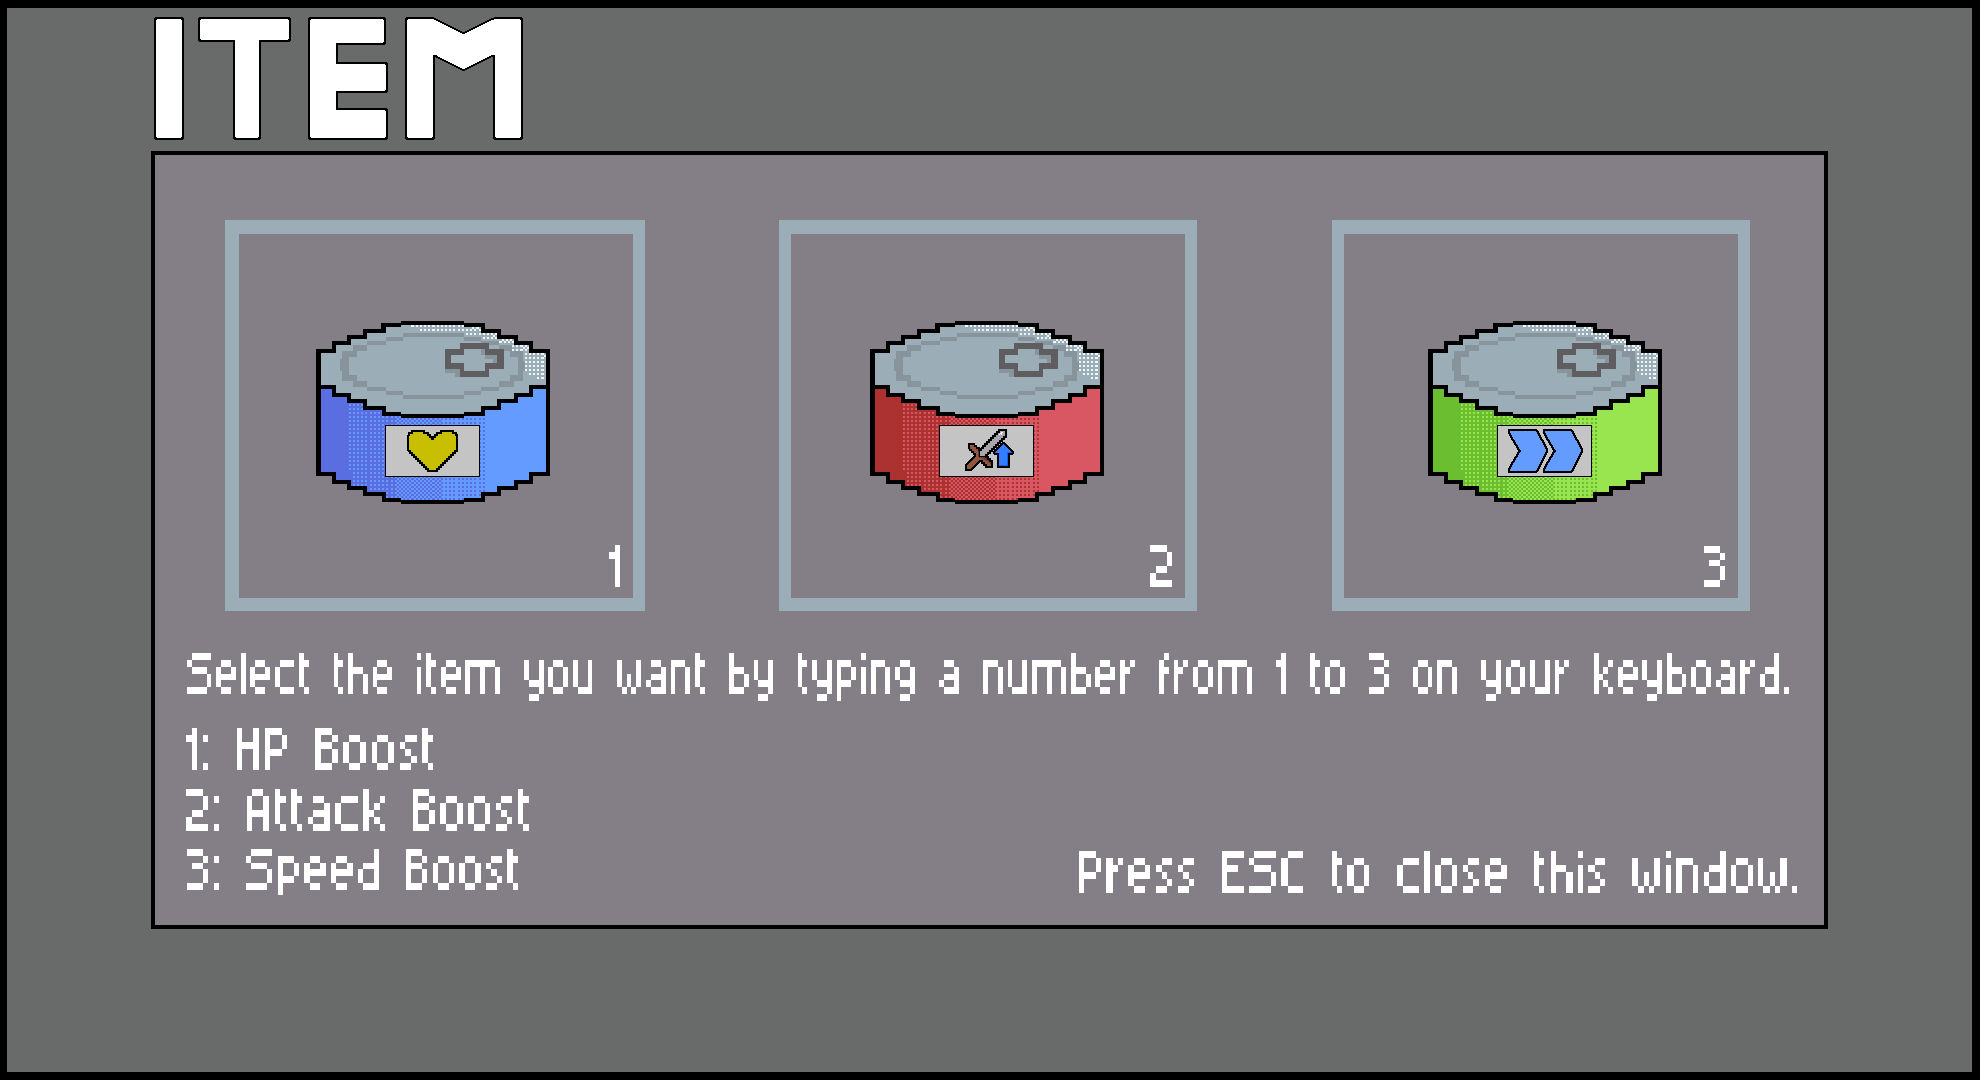 ITEM
1
2
3
Select the item you want by typing a number from 1 to 3 on your keyboard.
1: HP Boost
2: Attack Boost
3: Speed Boost
Press ESC to close this window.